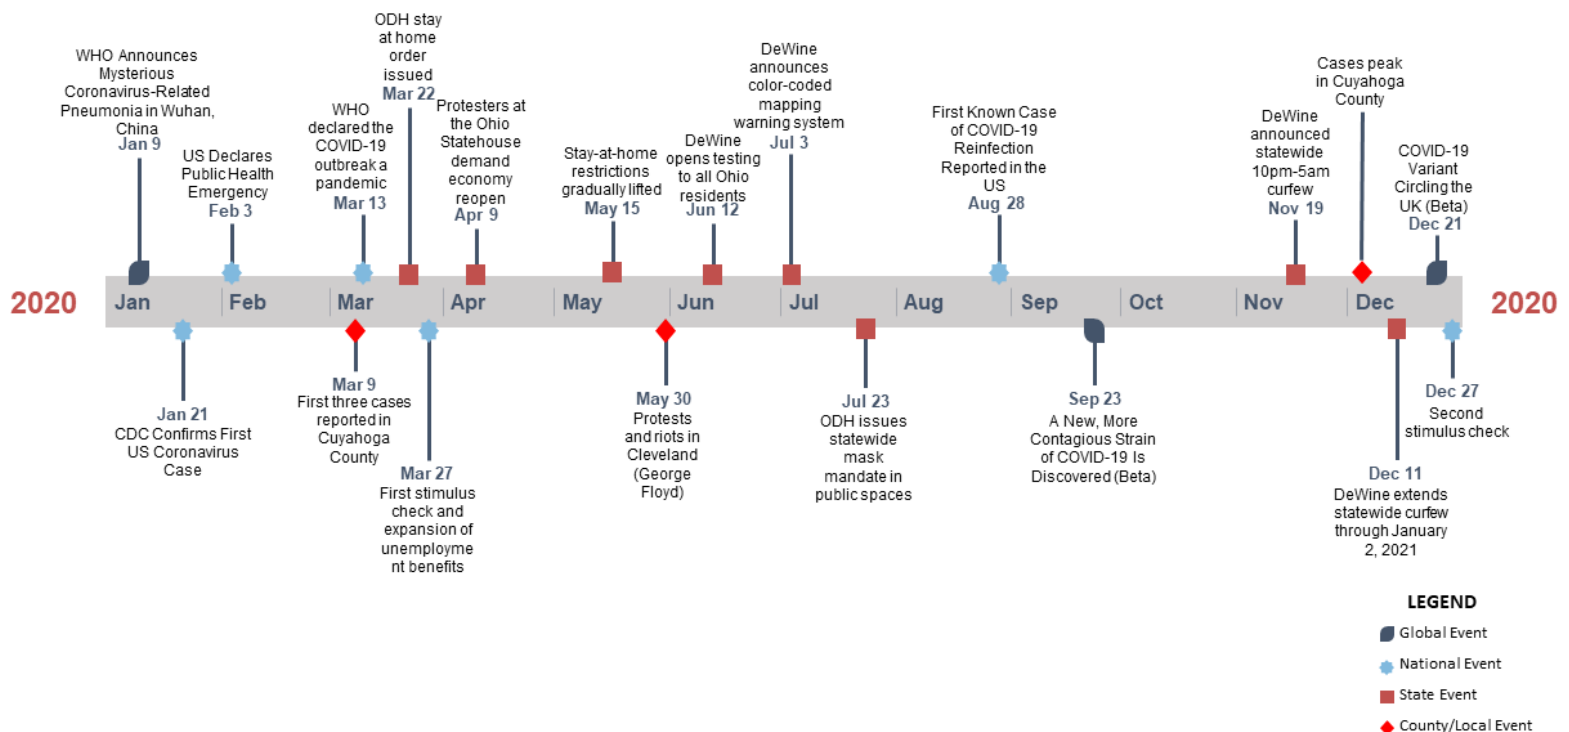 WHO Announces
Mysterious
Coronavirus-Related
Pneumonia in Wuhan,
China
Jan 9
US Declares
Public Health
Emergency
Feb 3
WHO
declared the
COVID-19
outbreak a
pandemic
Mar 13
ODH stay
at home
order
issued
Mar 22
Protesters at
the Ohio
Statehouse
demand
economy
reopen
Apr 9
Stay-at-home
restrictions
gradually lifted
May 15
DeWine
opens testing
to all Ohio
residents
Jun 12
DeWine
announces
color-coded
mapping
warning system
Jul 3
First Known Case
of COVID-19
Reinfection
Reported in the
US
Aug 28
DeWine
announced
statewide
10pm-5am
curfew
Nov 19
Cases peak
in Cuyahoga
County
COVID-19
Variant
Circling the
UK (Beta)
Dec 21
2020
Jan
Feb
Mar
Apr
May
Jun
Jul
Aug
Sep
Oct
Nov
Dec
2020
Jan 21
CDC Confirms First
US Coronavirus
Case
Mar 9
First three cases
reported in
Cuyahoga
County
Mar 27
First stimulus
check and
expansion of
unemployme
nt benefits
May 30
Protests
and riots in
Cleveland
(George
Floyd)
Jul 23
ODH issues
statewide
mask
mandate in
public spaces
Sep 23
A New, More
Contagious Strain
of COVID-19 Is
Discovered (Beta)
Dec 11
DeWine extends
statewide curfew
through January
2, 2021
Dec 27
Second
stimulus check
LEGEND
Global Event
National Event
State Event
County/Local Event